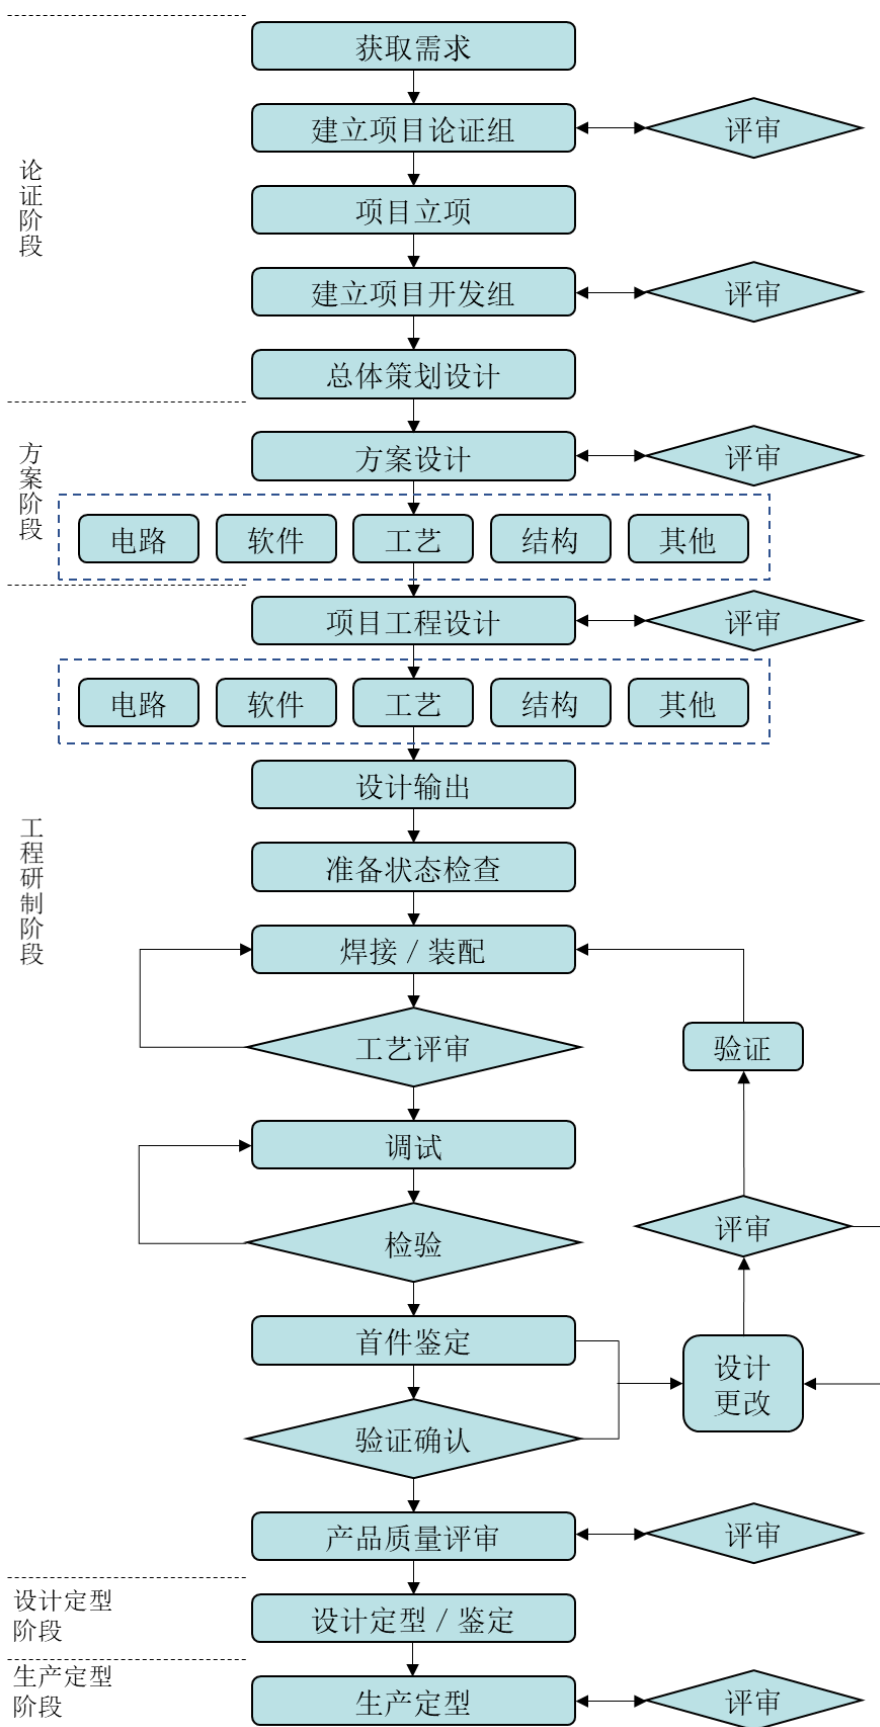 获取需求
建立项目论证组
评审
论证阶段
项目立项
建立项目开发组
评审
总体策划设计
方案阶段
方案设计
评审
电路
软件
工艺
结构
其他
项目工程设计
评审
电路
软件
工艺
结构
其他
设计输出
工程研制阶段
准备状态检查
焊接 / 装配
工艺评审
验证
调试
评审
检验
首件鉴定
设计
更改
验证确认
产品质量评审
评审
设计定型
阶段
设计定型 / 鉴定
生产定型
阶段
生产定型
评审